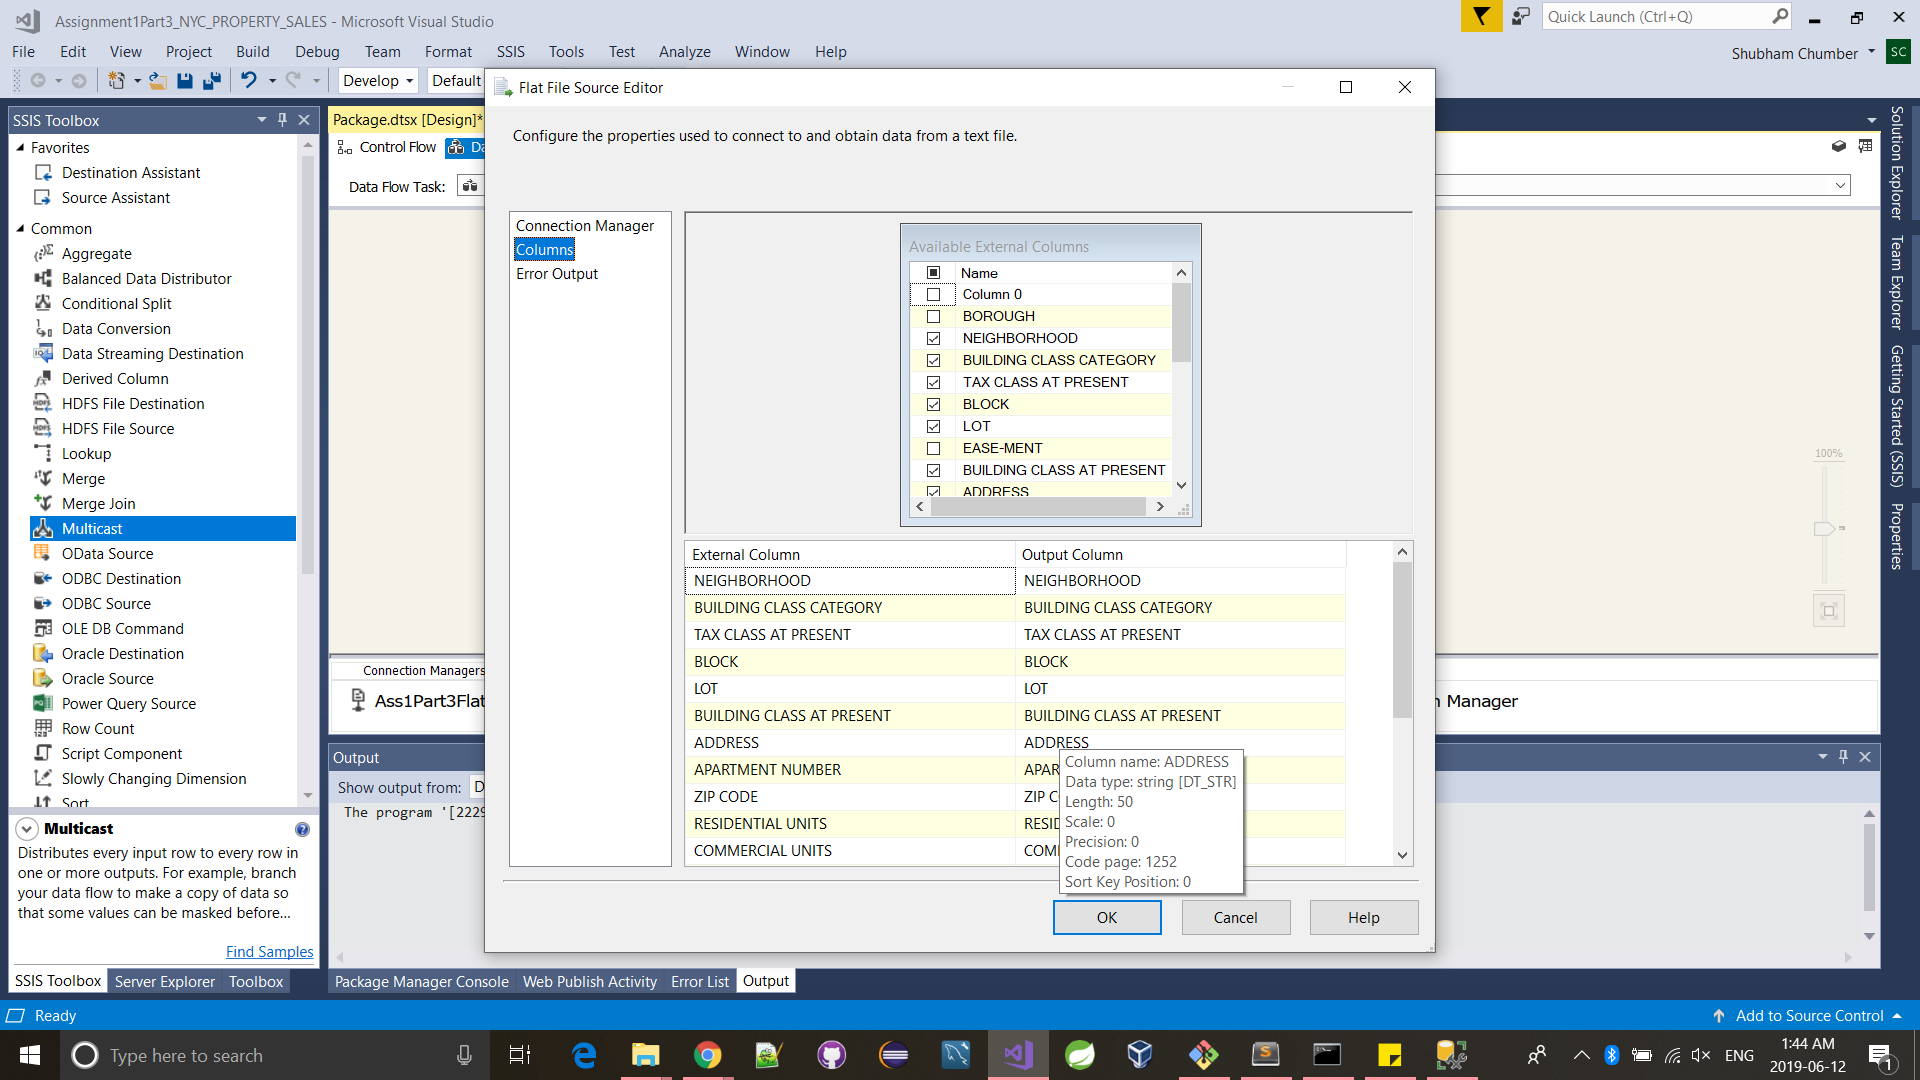 Assignment1Part3_NYC_PROPERTY_SALES - Microsoft Visual Studio
Quick Launch (Ctrl+Q)
File Edit View Project Build Debug Team Format SSIS Tools Test Analyze Window Help
Shubham Chumber SC
Develop Default
SSIS Toolbox
Favorites
Destination Assistant
Source Assistant
Common
Aggregate
Balanced Data Distributor
Conditional Split
Data Conversion
Data Streaming Destination
Derived Column
HDFS File Destination
HDFS File Source
Lookup
Merge
Merge Join
Multicast
OData Source
ODBC Destination
ODBC Source
OLE DB Command
Oracle Destination
Oracle Source
Power Query Source
Row Count
Script Component
Slowly Changing Dimension
Sort
Multicast
Distributes every input row to every row in
one or more outputs. For example, branch
your data flow to make a copy of data so
that some values can be masked before...
Find Samples
SSIS Toolbox Server Explorer Toolbox
Package.dtsx [Design]*
Control Flow Da
Data Flow Task:
Connection Managers
Ass1Part3Flat
n Manager
Output
Show output from: D
The program '[2229
Package Manager Console Web Publish Activity Error List Output
Flat File Source Editor
Configure the properties used to connect to and obtain data from a text file.
Connection Manager
Columns
Error Output
Available External Columns
Name
Column 0
BOROUGH
NEIGHBORHOOD
BUILDING CLASS CATEGORY
TAX CLASS AT PRESENT
BLOCK
LOT
EASE-MENT
BUILDING CLASS AT PRESENT
ADDRESS
External Column Output Column
NEIGHBORHOOD NEIGHBORHOOD
BUILDING CLASS CATEGORY BUILDING CLASS CATEGORY
TAX CLASS AT PRESENT TAX CLASS AT PRESENT
BLOCK BLOCK
LOT LOT
BUILDING CLASS AT PRESENT BUILDING CLASS AT PRESENT
ADDRESS ADDRESS
APARTMENT NUMBER APAR
ZIP CODE ZIP C
RESIDENTIAL UNITS RESID
COMMERCIAL UNITS COM
Column name: ADDRESS
Data type: string [DT_STR]
Length: 50
Scale: 0
Precision: 0
Code page: 1252
Sort Key Position: 0
OK Cancel Help
100%
Solution Explorer
Team Explorer
Getting Started (SSIS)
Properties
Ready
Add to Source Control
Type here to search
ENG
1:44 AM
2019-06-12
1